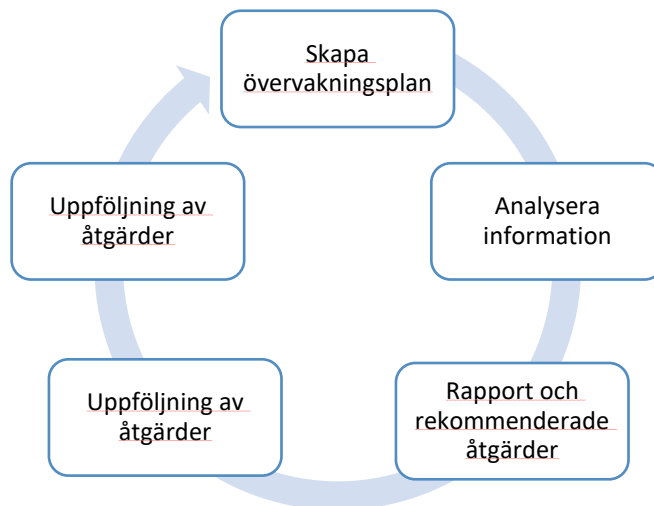 Skapa
övervakningsplan
Analysera
information
Rapport och
rekommenderade
åtgärder
Uppföljning av
åtgärder
Uppföljning av
åtgärder